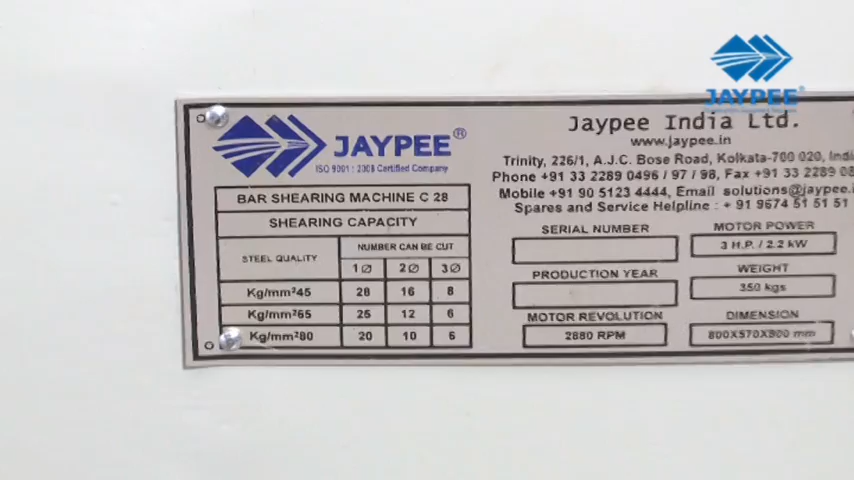 JAYPEE®
JAYPEE®
ISO 9001 : 2008 Certified Company
BAR SHEARING MACHINE C 28
SHEARING CAPACITY
STEEL QUALITY
NUMBER CAN BE CUT
1∅ 2∅ 3∅
Kg/mm²45 28 16 8
Kg/mm²65 25 12 6
Kg/mm²80 20 10 5
Jaypee India Ltd.
www.jaypee.in
Trinity, 226/1, A.J.C. Bose Road, Kolkata-700 020,
Phone +91 33 2289 0496 / 97 / 98, Fax +91 33 2289
Mobile +91 90 5123 4444, Email solutions@jaypee.
Spares and Service Helpline : + 91 9674 51 51 51
SERIAL NUMBER
MOTOR POWER
3 H.P. / 2.2 kW
PRODUCTION YEAR
WEIGHT
350 kgs
MOTOR REVOLUTION
2880 RPM
DIMENSION
800X570X800 mm